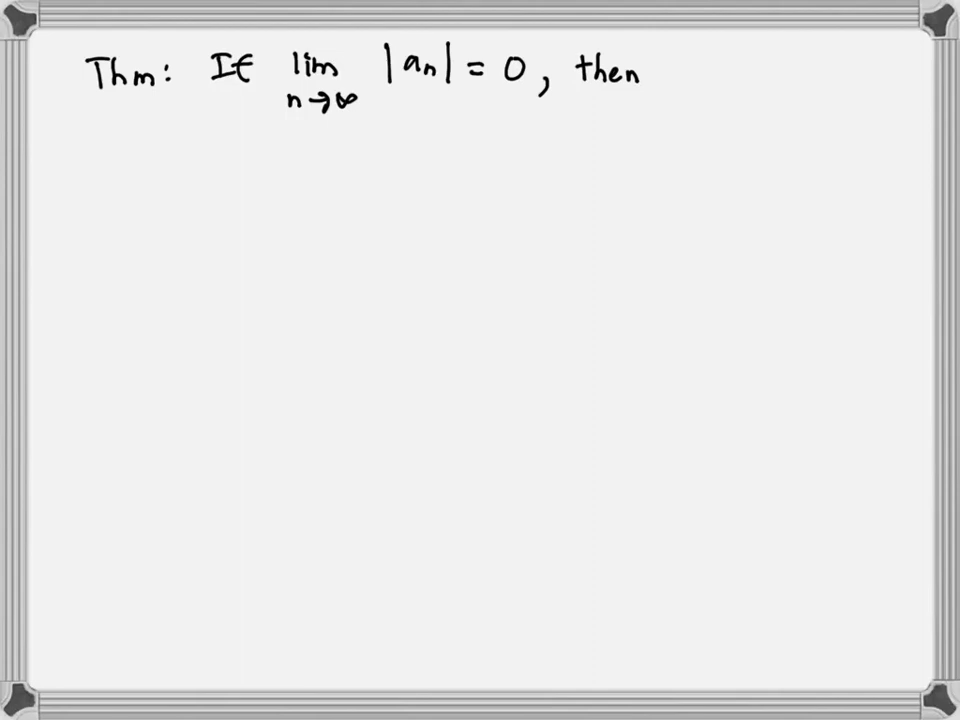 Thm: If lim |an| = 0, then
n→∞